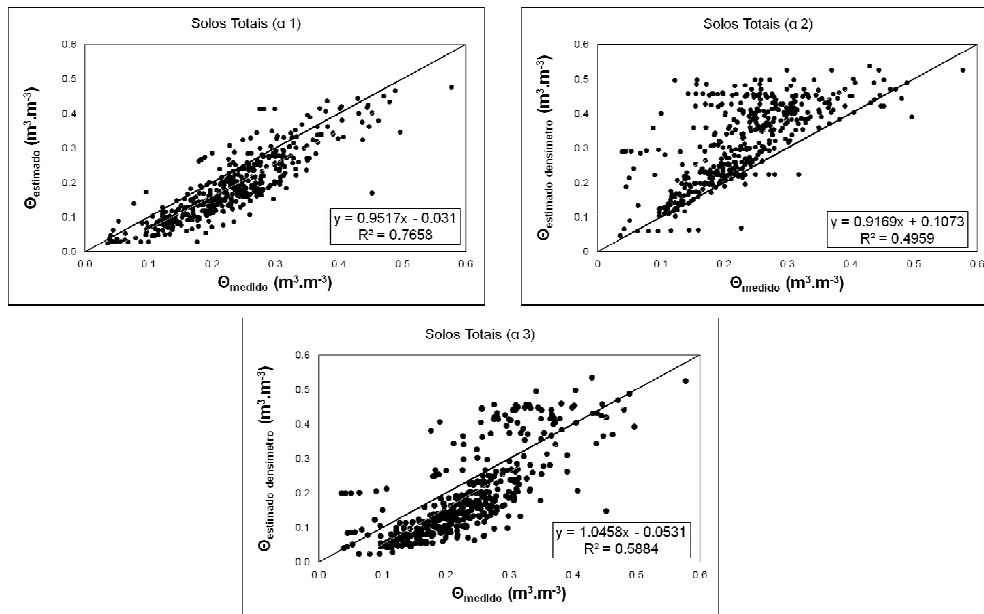 Solos Totais (α 1)
Θestimado (m³.m⁻³)
0.6
0.5
0.4
0.3
0.2
0.1
0.0
y = 0.9517x - 0.031
R² = 0.7658
0.0 0.1 0.2 0.3 0.4 0.5 0.6
Θmedido (m³.m⁻³)
Solos Totais (α 2)
Θestimado densimetro (m³.m⁻³)
0.6
0.5
0.4
0.3
0.2
0.1
0.0
y = 0.9169x + 0.1073
R² = 0.4959
0 0.1 0.2 0.3 0.4 0.5 0.6
Θmedido (m³.m⁻³)
Solos Totais (α 3)
Θestimado densimetro (m³.m⁻³)
0.6
0.5
0.4
0.3
0.2
0.1
0.0
y = 1.0458x - 0.0531
R² = 0.5884
0.0 0.1 0.2 0.3 0.4 0.5 0.6
Θmedido (m³.m⁻³)